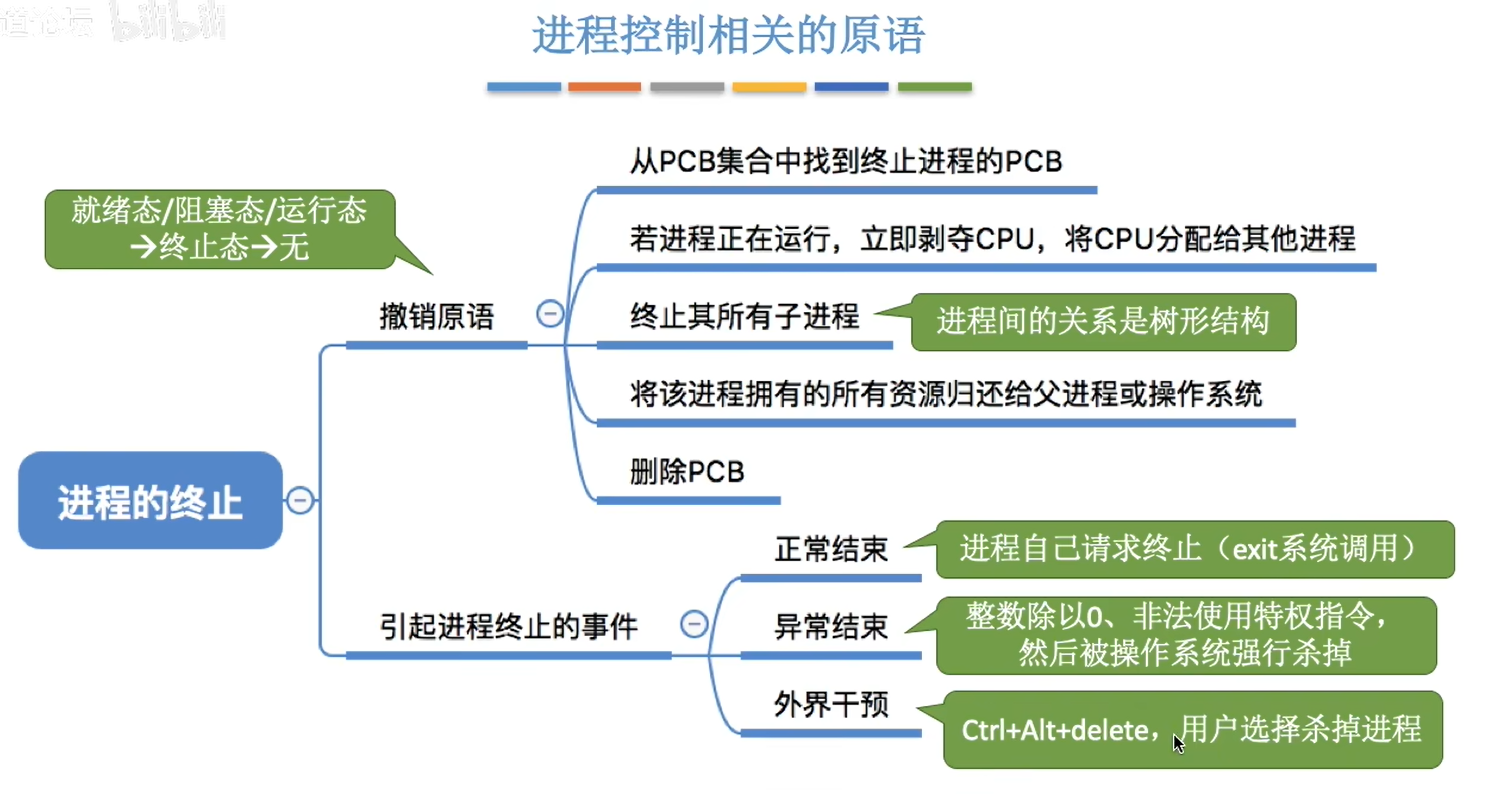 道论坛 bilibili
进程控制相关的原语
从PCB集合中找到终止进程的PCB
就绪态/阻塞态/运行态
→终止态→无
若进程正在运行，立即剥夺CPU，将CPU分配给其他进程
撤销原语
终止其所有子进程
进程间的关系是树形结构
将该进程拥有的所有资源归还给父进程或操作系统
删除PCB
进程的终止
正常结束
进程自己请求终止（exit系统调用）
引起进程终止的事件
异常结束
整数除以0、非法使用特权指令，
然后被操作系统强行杀掉
外界干预
Ctrl+Alt+delete，用户选择杀掉进程